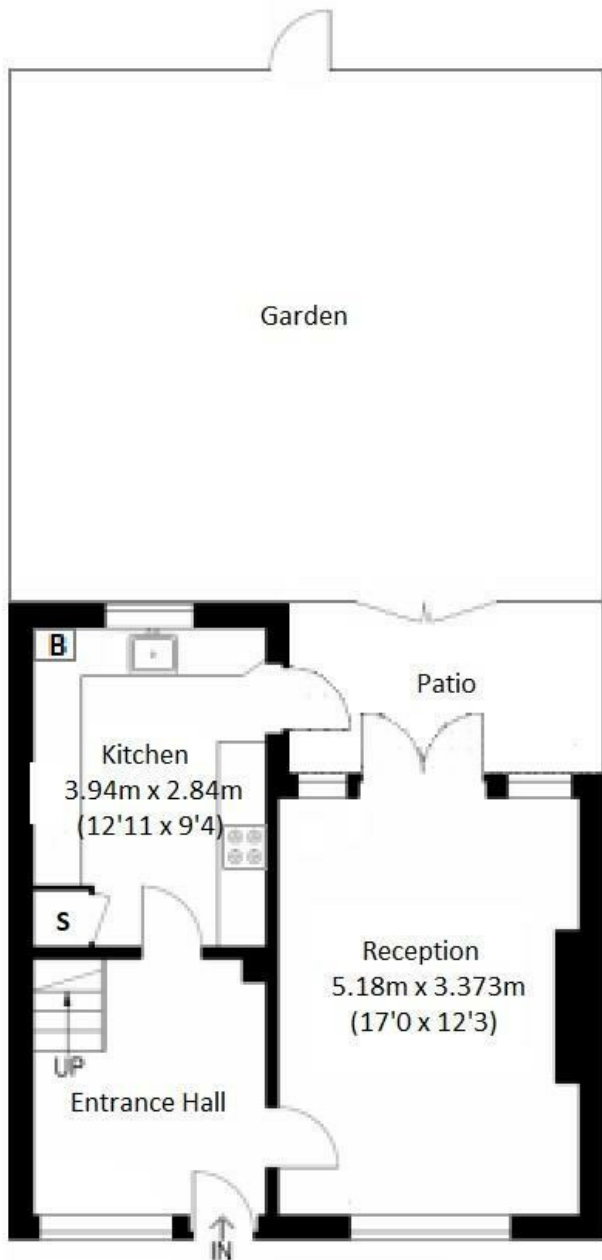 Garden
B
Patio
Kitchen
3.94m x 2.84m
(12'11 x 9'4)
S
Reception
5.18m x 3.373m
(17'0 x 12'3)
UP
Entrance Hall
IN